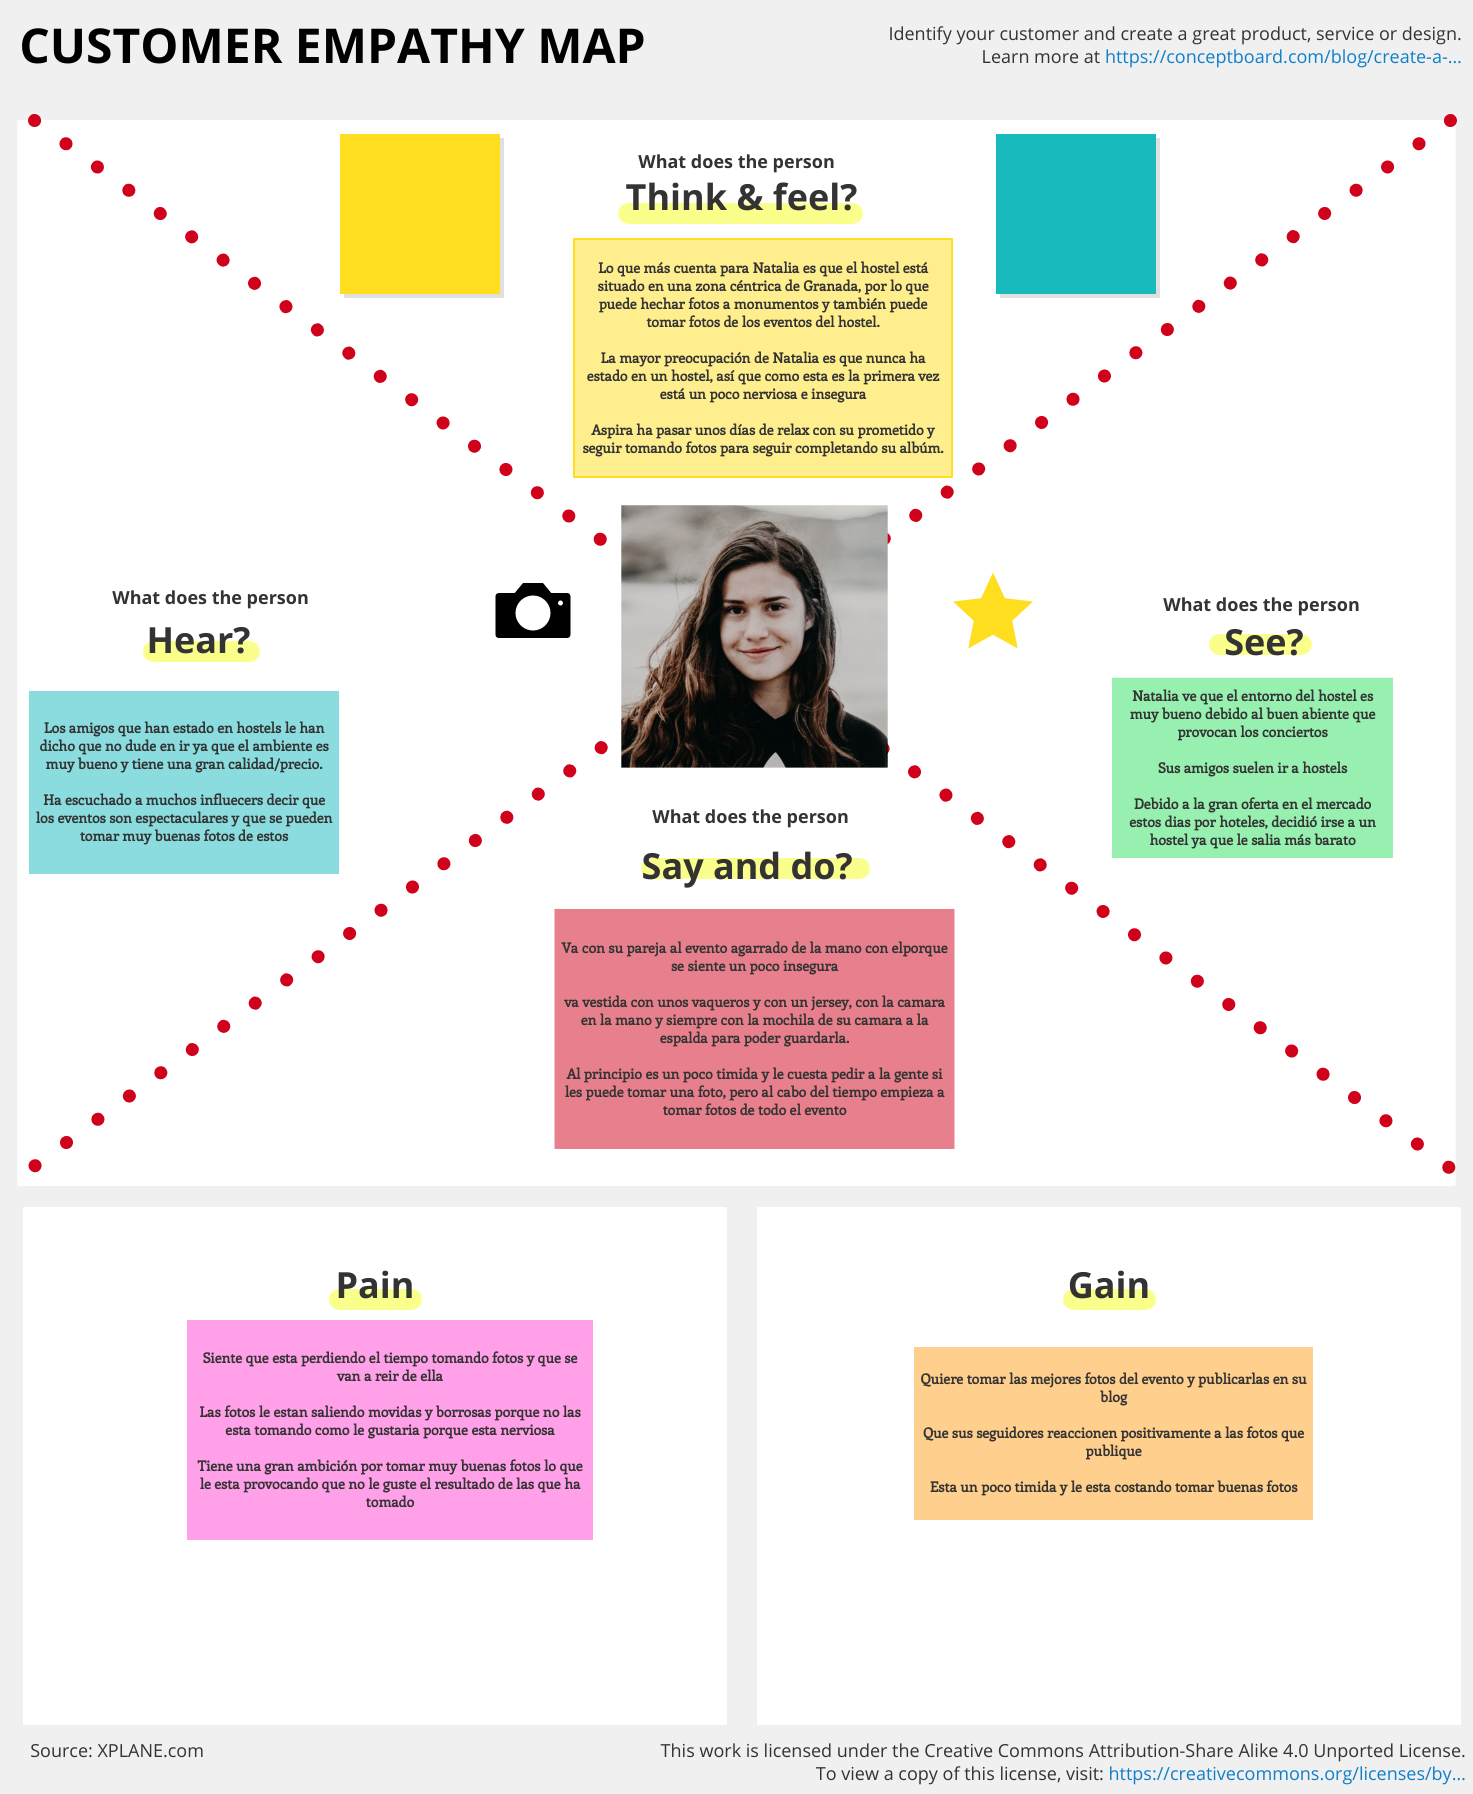 CUSTOMER EMPATHY MAP
Identify your customer and create a great product, service or design.
Learn more at https://conceptboard.com/blog/create-a-...
What does the person
Think & feel?
Lo que más cuenta para Natalia es que el hostel está
situado en una zona céntrica de Granada, por lo que
puede hechar fotos a monumentos y también puede
tomar fotos de los eventos del hostel.
La mayor preocupación de Natalia es que nunca ha
estado en un hostel, así que como esta es la primera vez
está un poco nerviosa e insegura
Aspira ha pasar unos días de relax con su prometido y
seguir tomando fotos para seguir completando su albúm.
What does the person
Hear?
Los amigos que han estado en hostels le han
dicho que no dude en ir ya que el ambiente es
muy bueno y tiene una gran calidad/precio.
Ha escuchado a muchos influecers decir que
los eventos son espectaculares y que se pueden
tomar muy buenas fotos de estos
What does the person
See?
Natalia ve que el entorno del hostel es
muy bueno debido al buen abiente que
provocan los conciertos
Sus amigos suelen ir a hostels
Debido a la gran oferta en el mercado
estos dias por hoteles, decidió irse a un
hostel ya que le salia más barato
What does the person
Say and do?
Va con su pareja al evento agarrado de la mano con elporque
se siente un poco insegura
va vestida con unos vaqueros y con un jersey, con la camara
en la mano y siempre con la mochila de su camara a la
espalda para poder guardarla.
Al principio es un poco timida y le cuesta pedir a la gente si
les puede tomar una foto, pero al cabo del tiempo empieza a
tomar fotos de todo el evento
Pain
Siente que esta perdiendo el tiempo tomando fotos y que se
van a reir de ella
Las fotos le estan saliendo movidas y borrosas porque no las
esta tomando como le gustaria porque esta nerviosa
Tiene una gran ambición por tomar muy buenas fotos lo que
le esta provocando que no le guste el resultado de las que ha
tomado
Gain
Quiere tomar las mejores fotos del evento y publicarlas en su
blog
Que sus seguidores reaccionen positivamente a las fotos que
publique
Esta un poco timida y le esta costando tomar buenas fotos
Source: XPLANE.com
This work is licensed under the Creative Commons Attribution-Share Alike 4.0 Unported License.
To view a copy of this license, visit: https://creativecommons.org/licenses/by...